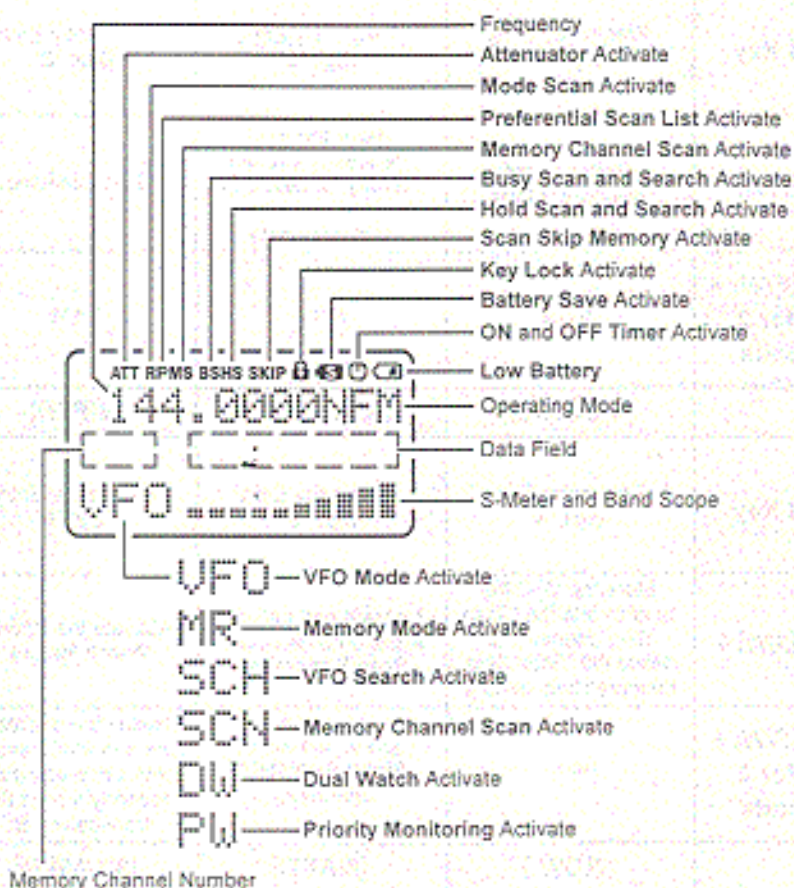 Frequency
Attenuator Activate
Mode Scan Activate
Preferential Scan List Activate
Memory Channel Scan Activate
Busy Scan and Search Activate
Hold Scan and Search Activate
Scan Skip Memory Activate
Key Lock Activate
Battery Save Activate
ON and OFF Timer Activate
ATT RPMS BSHS SKIP S Low Battery
144.0000NFM Operating Mode
Data Field
VFO S-Meter and Band Scope
VFO VFO Mode Activate
MR Memory Mode Activate
SCH VFO Search Activate
SCN Memory Channel Scan Activate
DW Dual Watch Activate
PW Priority Monitoring Activate
Memory Channel Number